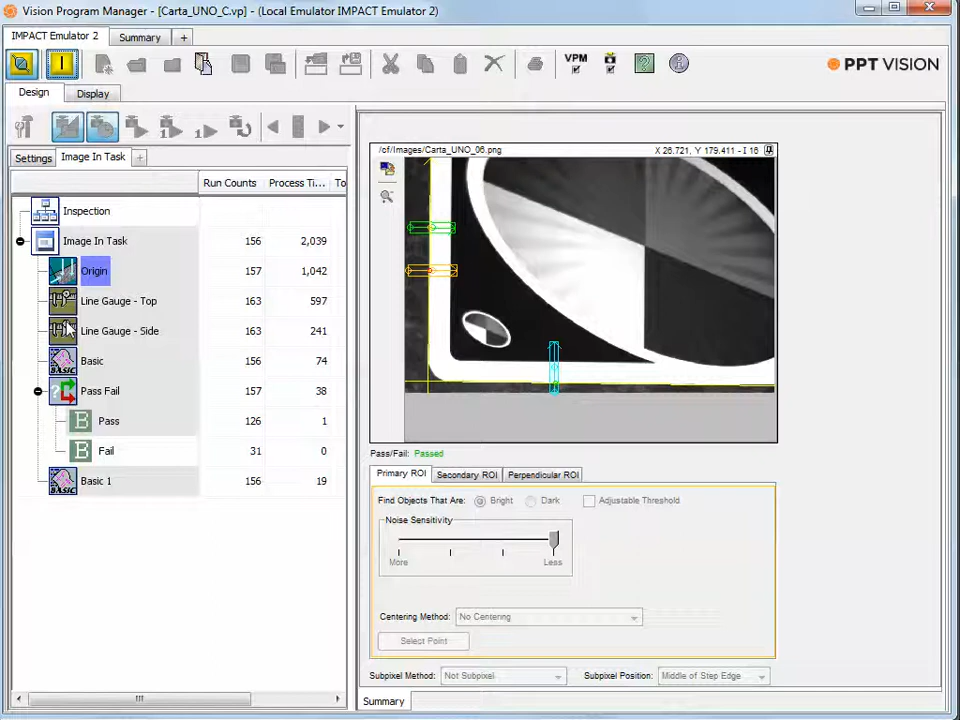 Vision Program Manager - [Carta_UNO_C.vp] - (Local Emulator IMPACT Emulator 2)
IMPACT Emulator 2
Summary
VPM
PPT VISION
Design
Display
Settings
Image In Task
Run Counts
Process Ti...
To
Inspection
Image In Task 156 2,039
Origin 157 1,042
Line Gauge - Top 163 597
Line Gauge - Side 163 241
Basic 156 74
Pass Fail 157 38
Pass 126 1
Fail 31 0
Basic 1 156 19
/cf/Images/Carta_UNO_06.png
X 26.721, Y 179.411 - I 16
Pass/Fail: Passed
Primary ROI
Secondary ROI
Perpendicular ROI
Find Objects That Are: Bright Dark Adjustable Threshold
Noise Sensitivity
More Less
Centering Method: No Centering
Select Point
Subpixel Method: Not Subpixel Subpixel Position: Middle of Step Edge
Summary